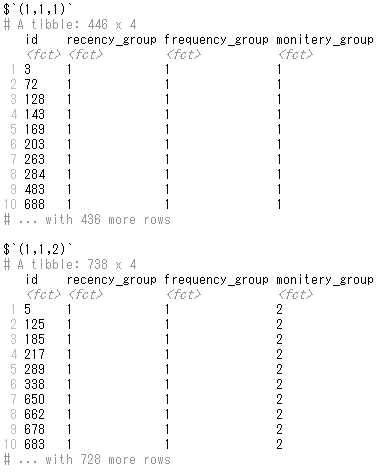 $`(1,1,1)`
# A tibble: 446 x 4
id recency_group frequency_group monitery_group
<fct> <fct> <fct> <fct>
1 3 1 1 1
2 72 1 1 1
3 128 1 1 1
4 143 1 1 1
5 169 1 1 1
6 203 1 1 1
7 263 1 1 1
8 284 1 1 1
9 483 1 1 1
10 688 1 1 1
# ... with 436 more rows
$`(1,1,2)`
# A tibble: 738 x 4
id recency_group frequency_group monitery_group
<fct> <fct> <fct> <fct>
1 5 1 1 2
2 125 1 1 2
3 185 1 1 2
4 217 1 1 2
5 289 1 1 2
6 338 1 1 2
7 650 1 1 2
8 662 1 1 2
9 678 1 1 2
10 683 1 1 2
# ... with 728 more rows